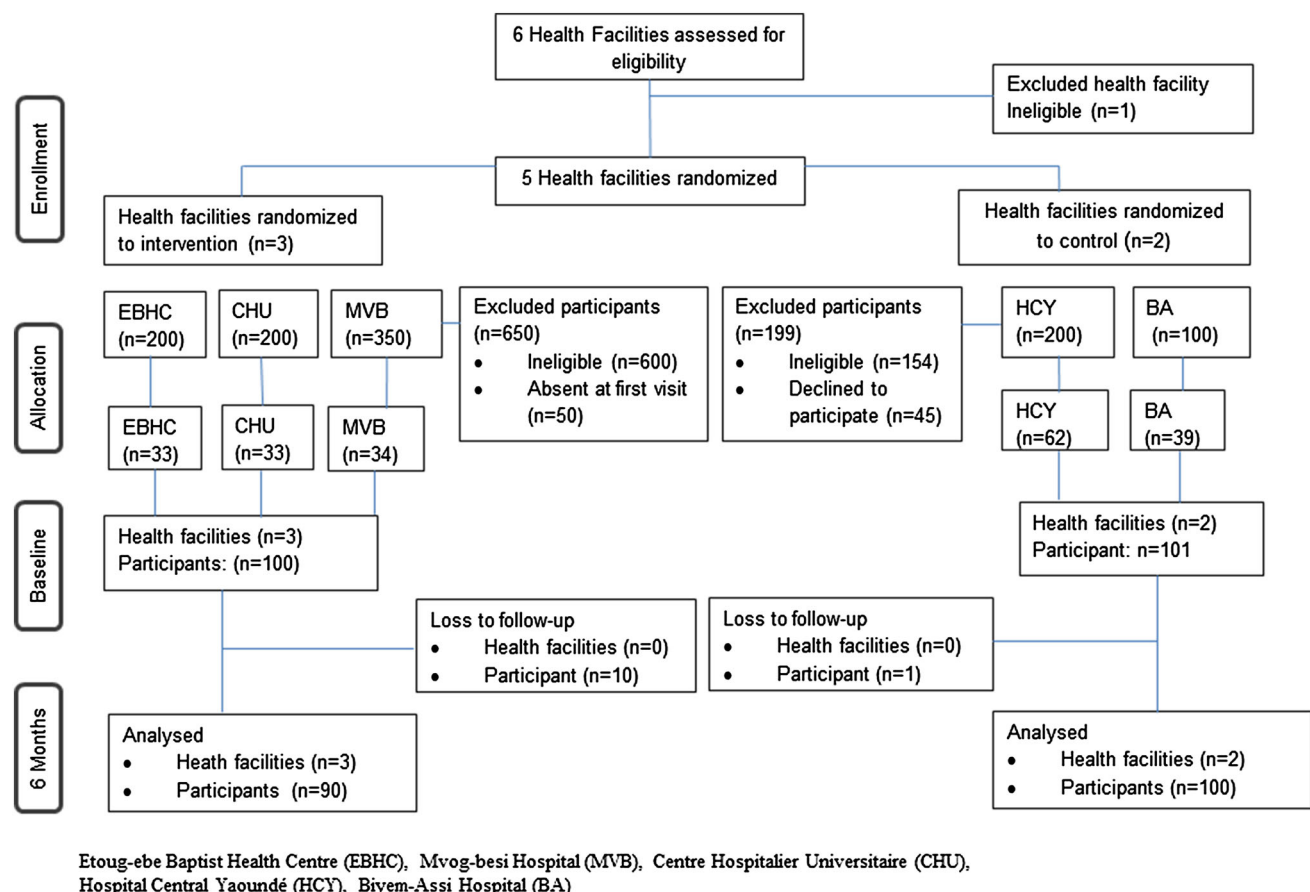 6 Health Facilities assessed for
eligibility
Excluded health facility
Ineligible (n=1)
Enrollment
5 Health facilities randomized
Health facilities randomized
to intervention (n=3)
Health facilities randomized
to control (n=2)
Allocation
EBHC
(n=200)
CHU
(n=200)
MVB
(n=350)
Excluded participants
(n=650)
• Ineligible (n=600)
• Absent at first visit
(n=50)
Excluded participants
(n=199)
• Ineligible (n=154)
• Declined to
participate (n=45)
HCY
(n=200)
BA
(n=100)
EBHC
(n=33)
CHU
(n=33)
MVB
(n=34)
HCY
(n=62)
BA
(n=39)
Baseline
Health facilities (n=3)
Participants: (n=100)
Health facilities (n=2)
Participant: n=101
Loss to follow-up
• Health facilities (n=0)
• Participant (n=10)
Loss to follow-up
• Health facilities (n=0)
• Participant (n=1)
6 Months
Analysed
• Heath facilities (n=3)
• Participants (n=90)
Analysed
• Health facilities (n=2)
• Participants (n=100)
Etoug-ebe Baptist Health Centre (EBHC), Mvog-besi Hospital (MVB), Centre Hospitalier Universitaire (CHU),
Hospital Central Yaoundé (HCY), Biyem-Assi Hospital (BA)